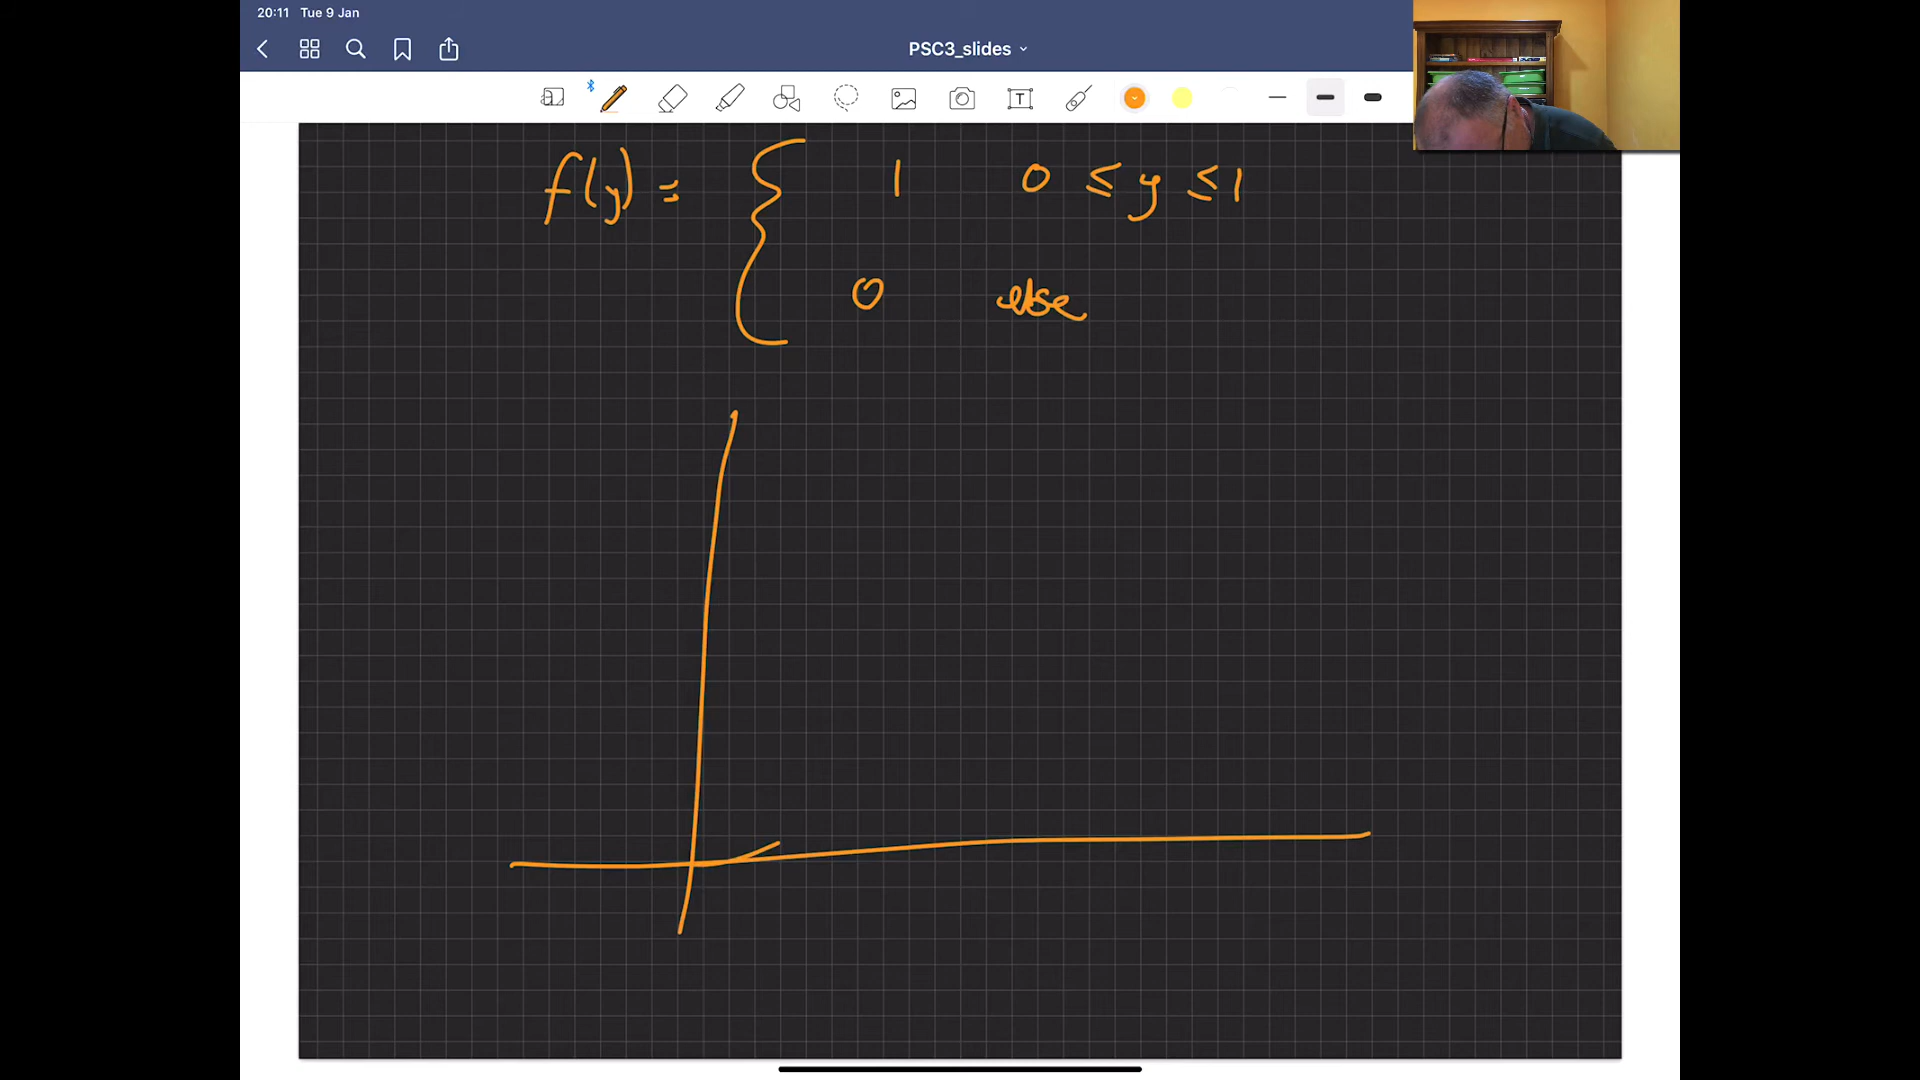 20:11 Tue 9 Jan
PSC3_slides
f(y) = { 1 0 ≤ y ≤ 1
0 else